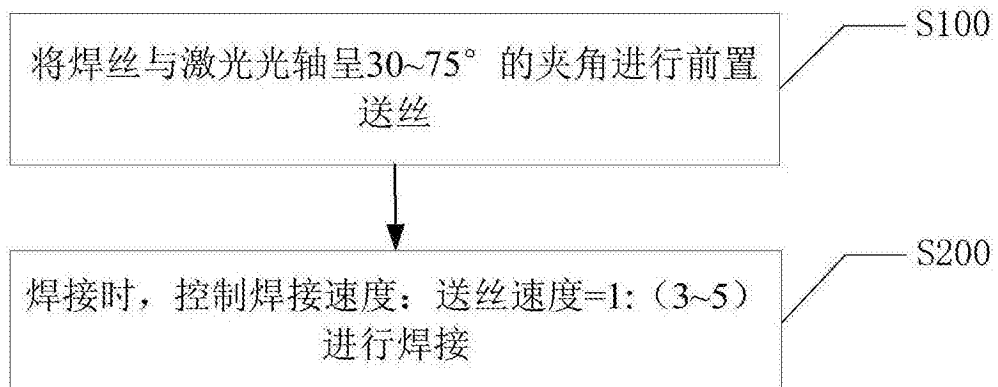 将焊丝与激光光轴呈30~75°的夹角进行前置
送丝
S100
焊接时，控制焊接速度：送丝速度=1:（3~5）
进行焊接
S200